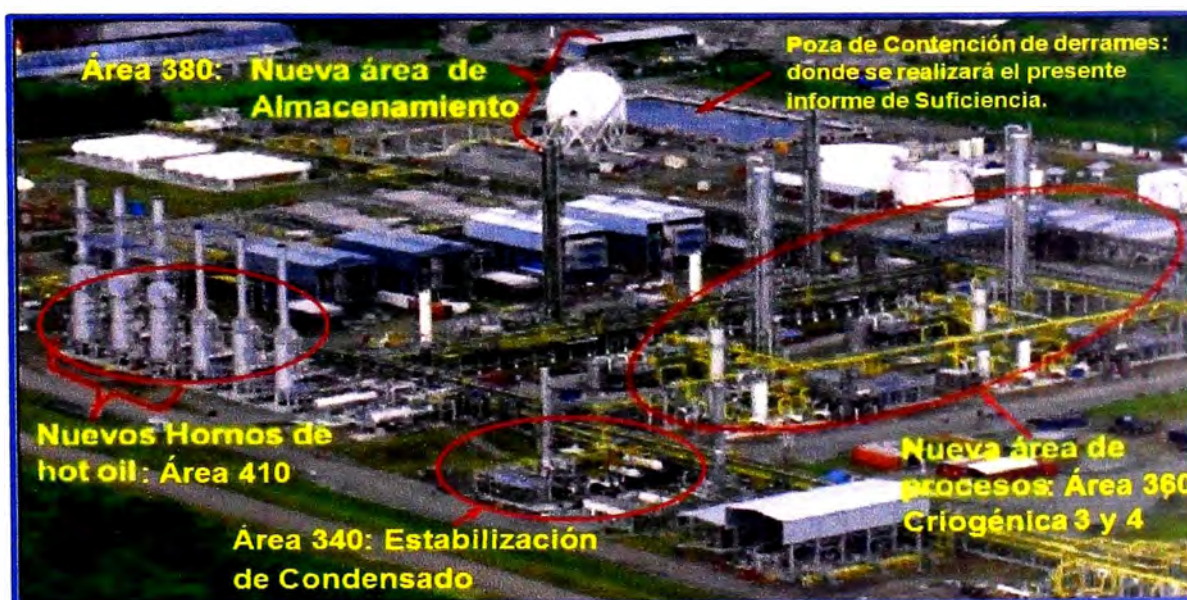 Área 380: Nueva área de
Almacenamiento
Poza de Contención de derrames:
donde se realizará el presente
informe de Suficiencia.
Nuevos Hornos de
hot oil: Área 410
Área 340: Estabilización
de Condensado
Nueva área de
procesos: Área 360,
Criogénica 3 y 4